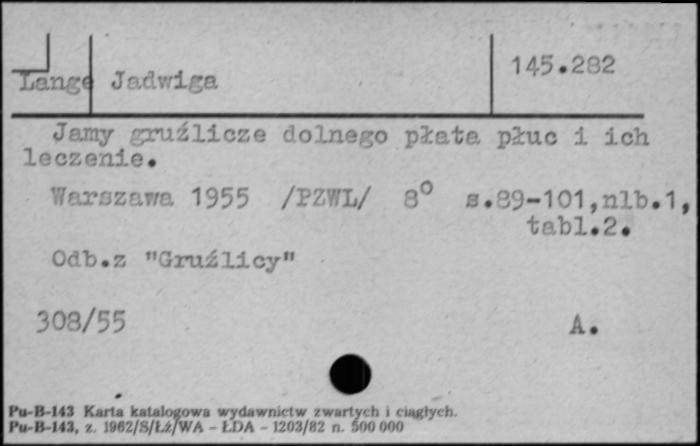 Lange Jadwiga
145.282
Jamy gruźlicze dolnego płata płuc i ich
leczenie.
Warszawa 1955 /PZWL/ 8° s.89-101,nlb.1,
tabl.2.
Odb.z "Gruźlicy"
308/55 A.
Pu-B-143 Karta katalogowa wydawnictw zwartych i ciągłych.
Pu-B-143, z. 1962/S/Łź/WA - ŁDA - 1203/82 n. 500 000